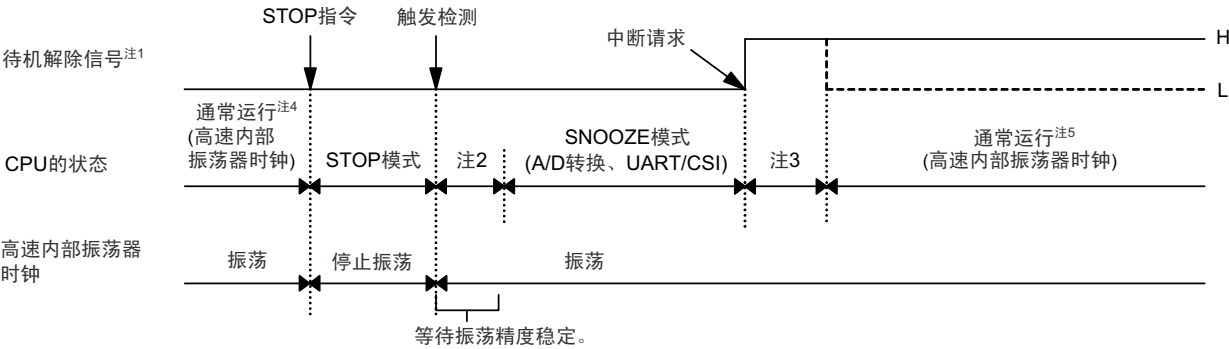 STOP指令
触发检测
中断请求
待机解除信号注1
H
L
通常运行注4
(高速内部
振荡器时钟)
CPU的状态
STOP模式
注2
SNOOZE模式
(A/D转换、UART/CSI)
注3
通常运行注5
(高速内部振荡器时钟)
高速内部振荡器
时钟
振荡
停止振荡
振荡
等待振荡精度稳定。